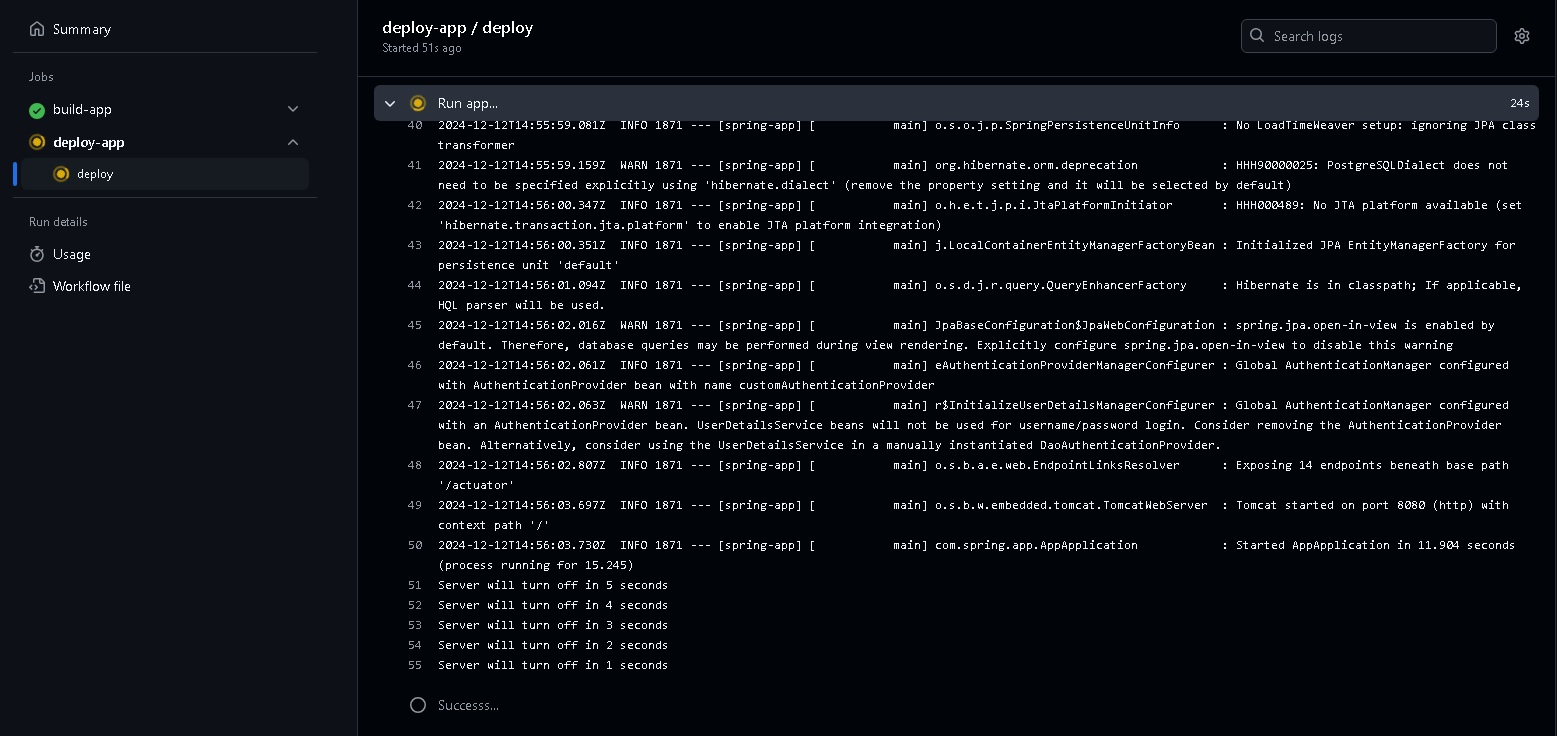 Summary
Jobs
build-app
deploy-app
deploy
Run details
Usage
Workflow file
deploy-app / deploy
Started 51s ago
Search logs
Run app...
24s
40 2024-12-12T14:55:59.081Z  INFO 1871 --- [spring-app] [           main] o.s.o.j.p.SpringPersistenceUnitInfo      : No LoadTimeWeaver setup: ignoring JPA class
transformer
41 2024-12-12T14:55:59.159Z  WARN 1871 --- [spring-app] [           main] org.hibernate.orm.deprecation            : HHH90000025: PostgreSQLDialect does not
need to be specified explicitly using 'hibernate.dialect' (remove the property setting and it will be selected by default)
42 2024-12-12T14:56:00.347Z  INFO 1871 --- [spring-app] [           main] o.h.e.t.j.p.i.JtaPlatformInitiator       : HHH000489: No JTA platform available (set
'hibernate.transaction.jta.platform' to enable JTA platform integration)
43 2024-12-12T14:56:00.351Z  INFO 1871 --- [spring-app] [           main] j.LocalContainerEntityManagerFactoryBean : Initialized JPA EntityManagerFactory for
persistence unit 'default'
44 2024-12-12T14:56:01.094Z  INFO 1871 --- [spring-app] [           main] o.s.d.j.r.query.QueryEnhancerFactory     : Hibernate is in classpath; If applicable,
HQL parser will be used.
45 2024-12-12T14:56:02.016Z  WARN 1871 --- [spring-app] [           main] JpaBaseConfiguration$JpaWebConfiguration : spring.jpa.open-in-view is enabled by
default. Therefore, database queries may be performed during view rendering. Explicitly configure spring.jpa.open-in-view to disable this warning
46 2024-12-12T14:56:02.061Z  INFO 1871 --- [spring-app] [           main] eAuthenticationProviderManagerConfigurer : Global AuthenticationManager configured
with AuthenticationProvider bean with name customAuthenticationProvider
47 2024-12-12T14:56:02.063Z  WARN 1871 --- [spring-app] [           main] r$InitializeUserDetailsManagerConfigurer : Global AuthenticationManager configured
with an AuthenticationProvider bean. UserDetailsService beans will not be used for username/password login. Consider removing the AuthenticationProvider
bean. Alternatively, consider using the UserDetailsService in a manually instantiated DaoAuthenticationProvider.
48 2024-12-12T14:56:02.807Z  INFO 1871 --- [spring-app] [           main] o.s.b.a.e.web.EndpointLinksResolver      : Exposing 14 endpoints beneath base path
'/actuator'
49 2024-12-12T14:56:03.697Z  INFO 1871 --- [spring-app] [           main] o.s.b.w.embedded.tomcat.TomcatWebServer  : Tomcat started on port 8080 (http) with
context path '/'
50 2024-12-12T14:56:03.730Z  INFO 1871 --- [spring-app] [           main] com.spring.app.AppApplication            : Started AppApplication in 11.904 seconds
(process running for 15.245)
51 Server will turn off in 5 seconds
52 Server will turn off in 4 seconds
53 Server will turn off in 3 seconds
54 Server will turn off in 2 seconds
55 Server will turn off in 1 seconds
Successs...